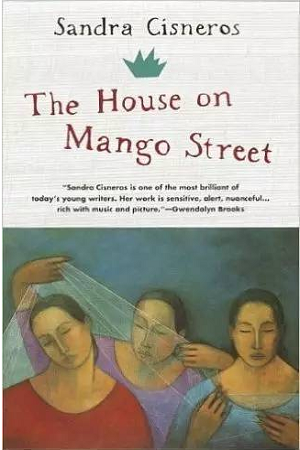 Sandra Cisneros
The House on
Mango Street
"Sandra Cisneros is one of the most brilliant of
today's young writers. Her work is sensitive, alert, nuanceful...
rich with music and picture."—Gwendolyn Brooks